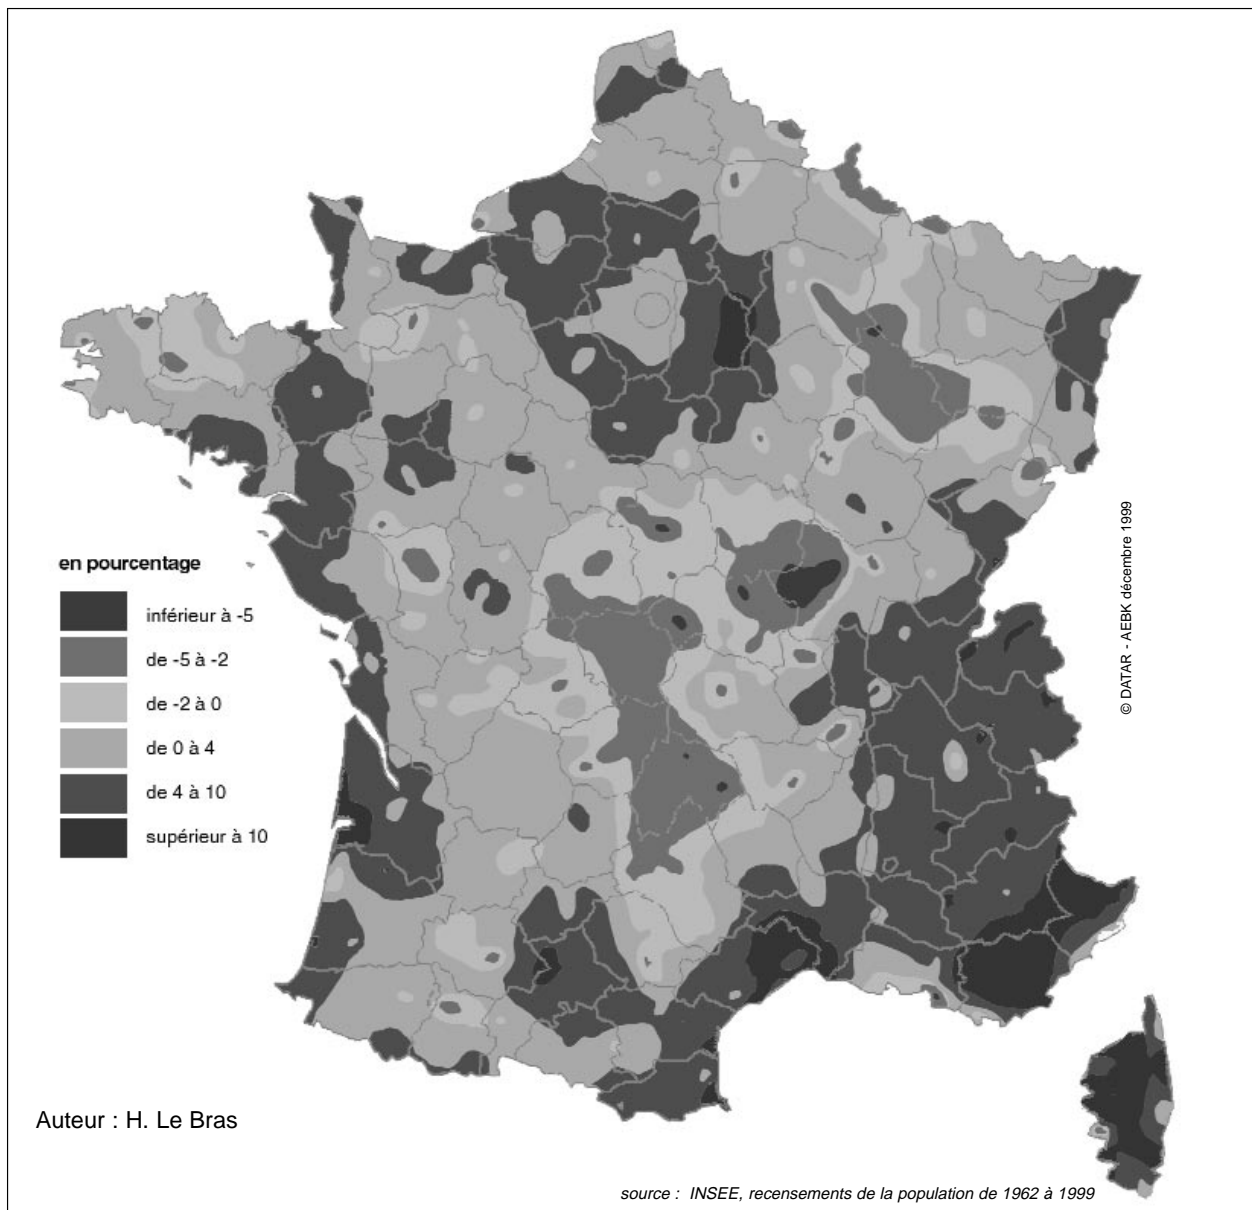 en pourcentage
inférieur à -5
de -5 à -2
de -2 à 0
de 0 à 4
de 4 à 10
supérieur à 10
© DATAR - AEBK décembre 1999
Auteur : H. Le Bras
source : INSEE, recensements de la population de 1962 à 1999